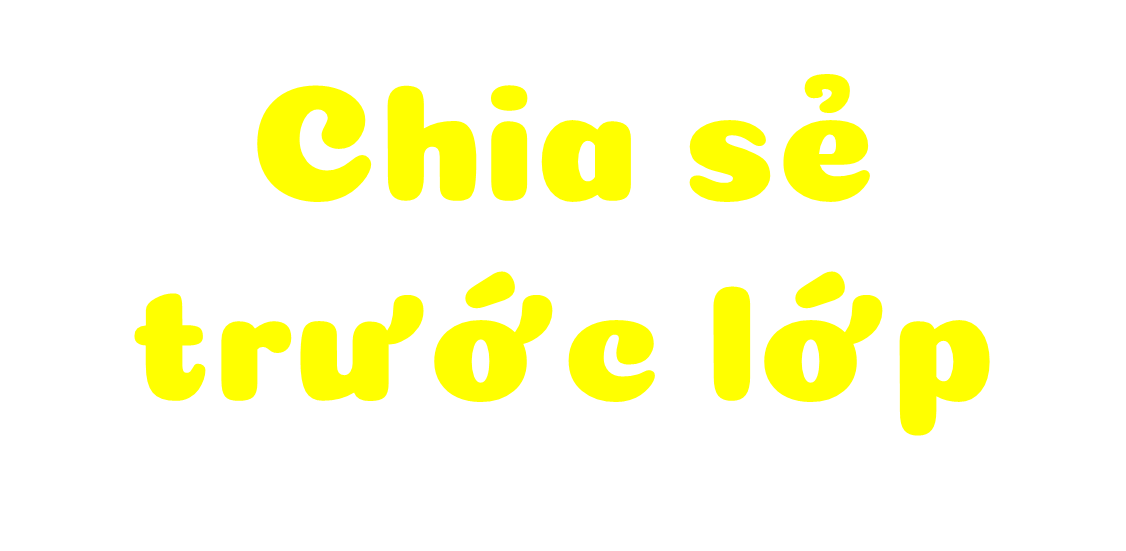 Chia sẻ
trước lớp